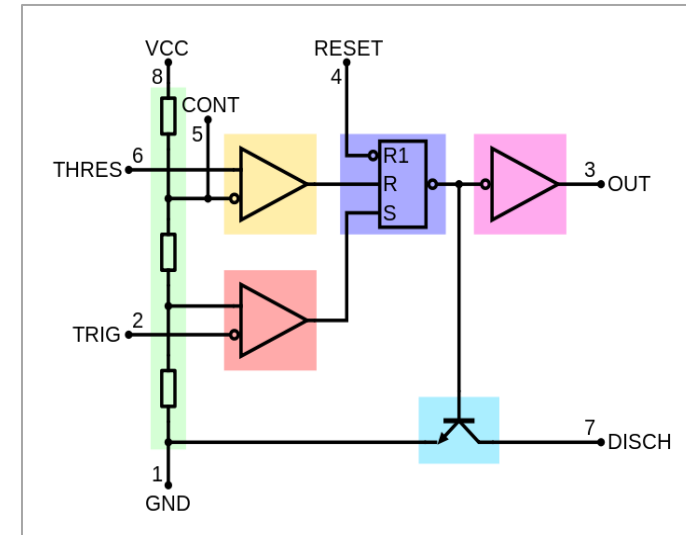 VCC
RESET
8
4
CONT
5
THRES
6
R1
R
S
3
OUT
TRIG
2
7
DISCH
1
GND